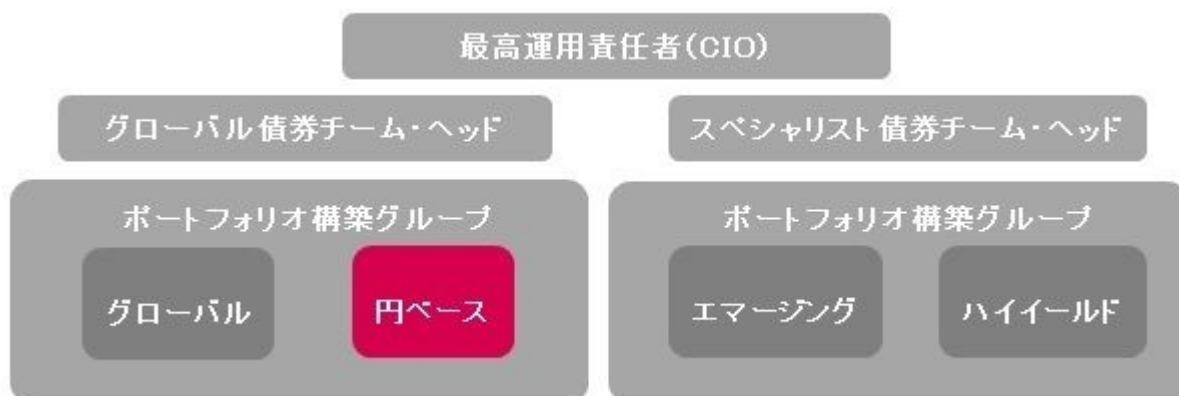 最高運用責任者(CIO)
グローバル債券チーム・ヘッド
スペシャリスト債券チーム・ヘッド
ポートフォリオ構築グループ
グローバル
円ベース
ポートフォリオ構築グループ
エマージング
ハイイールド